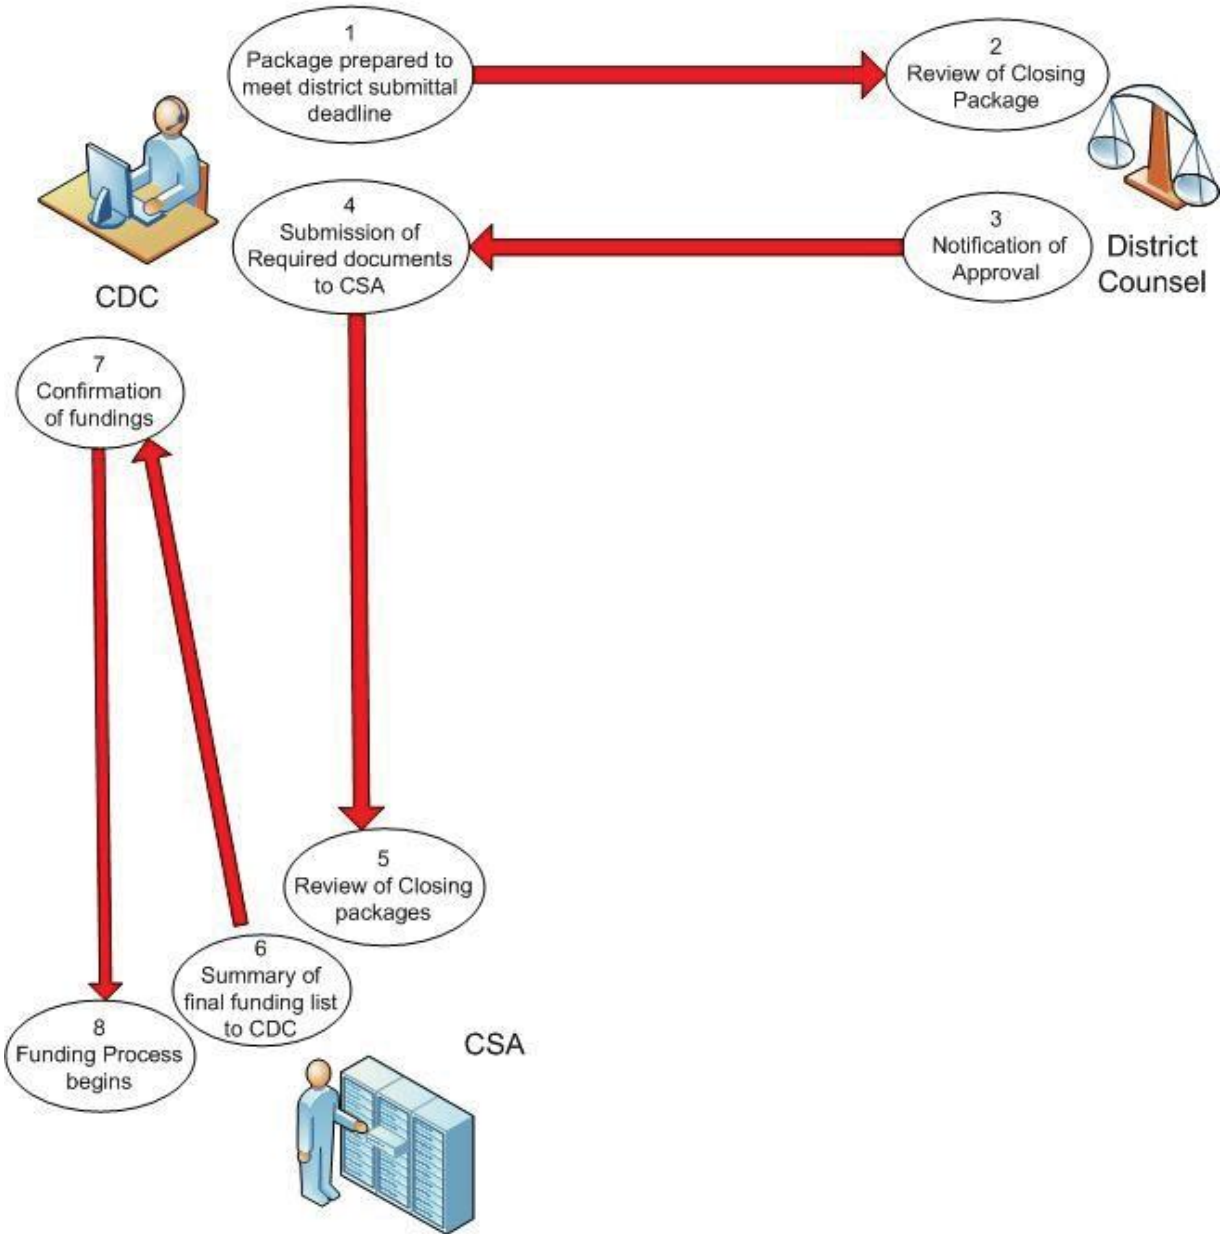 1
Package prepared to
meet district submittal
deadline
2
Review of Closing
Package
3
Notification of
Approval
District
Counsel
4
Submission of
Required documents
to CSA
CDC
7
Confirmation
of fundings
5
Review of Closing
packages
6
Summary of
final funding list
to CDC
8
Funding Process
begins
CSA